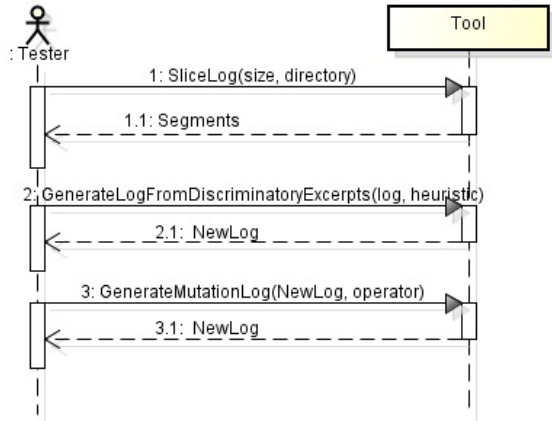 Tool
: Tester
1: SliceLog(size, directory)
1.1: Segments
2: GenerateLogFromDiscriminatoryExcerpts(log, heuristic)
2.1: NewLog
3: GenerateMutationLog(NewLog, operator)
3.1: NewLog